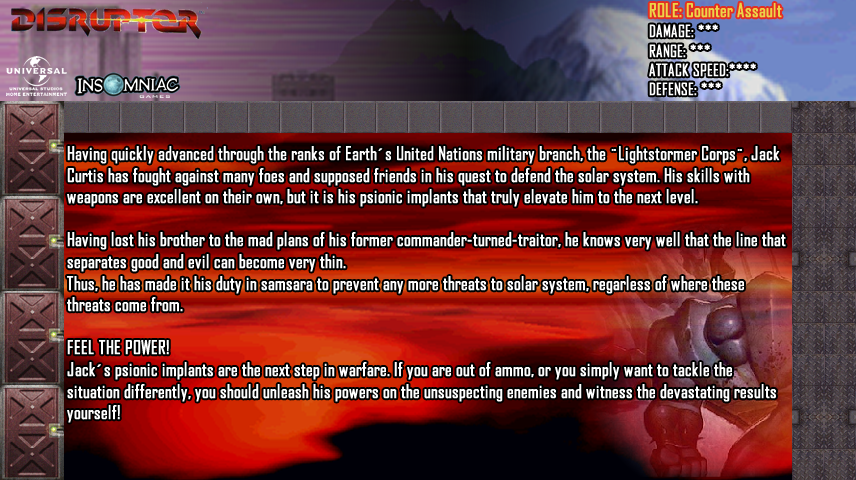 DISRUPTOR
UNIVERSAL
UNIVERSAL STUDIOS
HOME ENTERTAINMENT
INSOMNIAC
GAMES
ROLE: Counter Assault
DAMAGE: ***
RANGE: ***
ATTACK SPEED:****
DEFENSE: ***
Having quickly advanced through the ranks of Earth´s United Nations military branch, the ¨Lightstormer Corps¨, Jack
Curtis has fought against many foes and supposed friends in his quest to defend the solar system. His skills with
weapons are excellent on their own, but it is his psionic implants that truly elevate him to the next level.
Having lost his brother to the mad plans of his former commander-turned-traitor, he knows very well that the line that
separates good and evil can become very thin.
Thus, he has made it his duty in samsara to prevent any more threats to solar system, regarless of where these
threats come from.
FEEL THE POWER!
Jack´s psionic implants are the next step in warfare. If you are out of ammo, or you simply want to tackle the
situation differently, you should unleash his powers on the unsuspecting enemies and witness the devastating results
yourself!